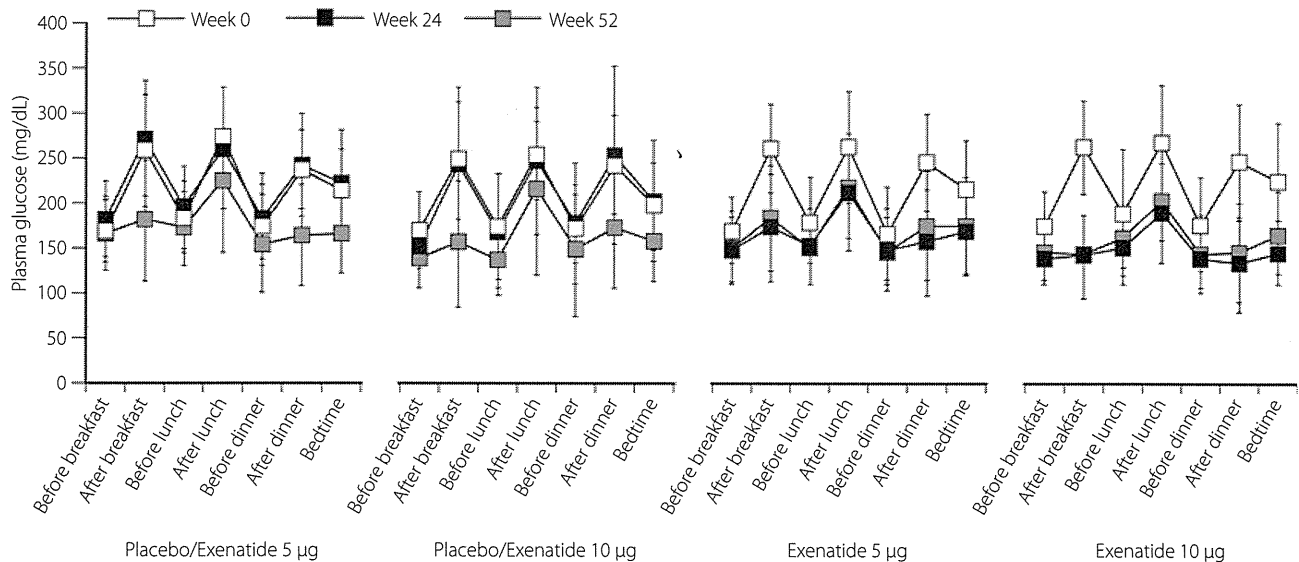 Week 0 Week 24 Week 52
Plasma glucose (mg/dL)
400
350
300
250
200
150
100
50
0
Before breakfast
After breakfast
Before lunch
After lunch
Before dinner
After dinner
Bedtime
Before breakfast
After breakfast
Before lunch
After lunch
Before dinner
After dinner
Bedtime
Before breakfast
After breakfast
Before lunch
After lunch
Before dinner
After dinner
Bedtime
Before breakfast
After breakfast
Before lunch
After lunch
Before dinner
After dinner
Bedtime
Placebo/Exenatide 5 μg
Placebo/Exenatide 10 μg
Exenatide 5 μg
Exenatide 10 μg